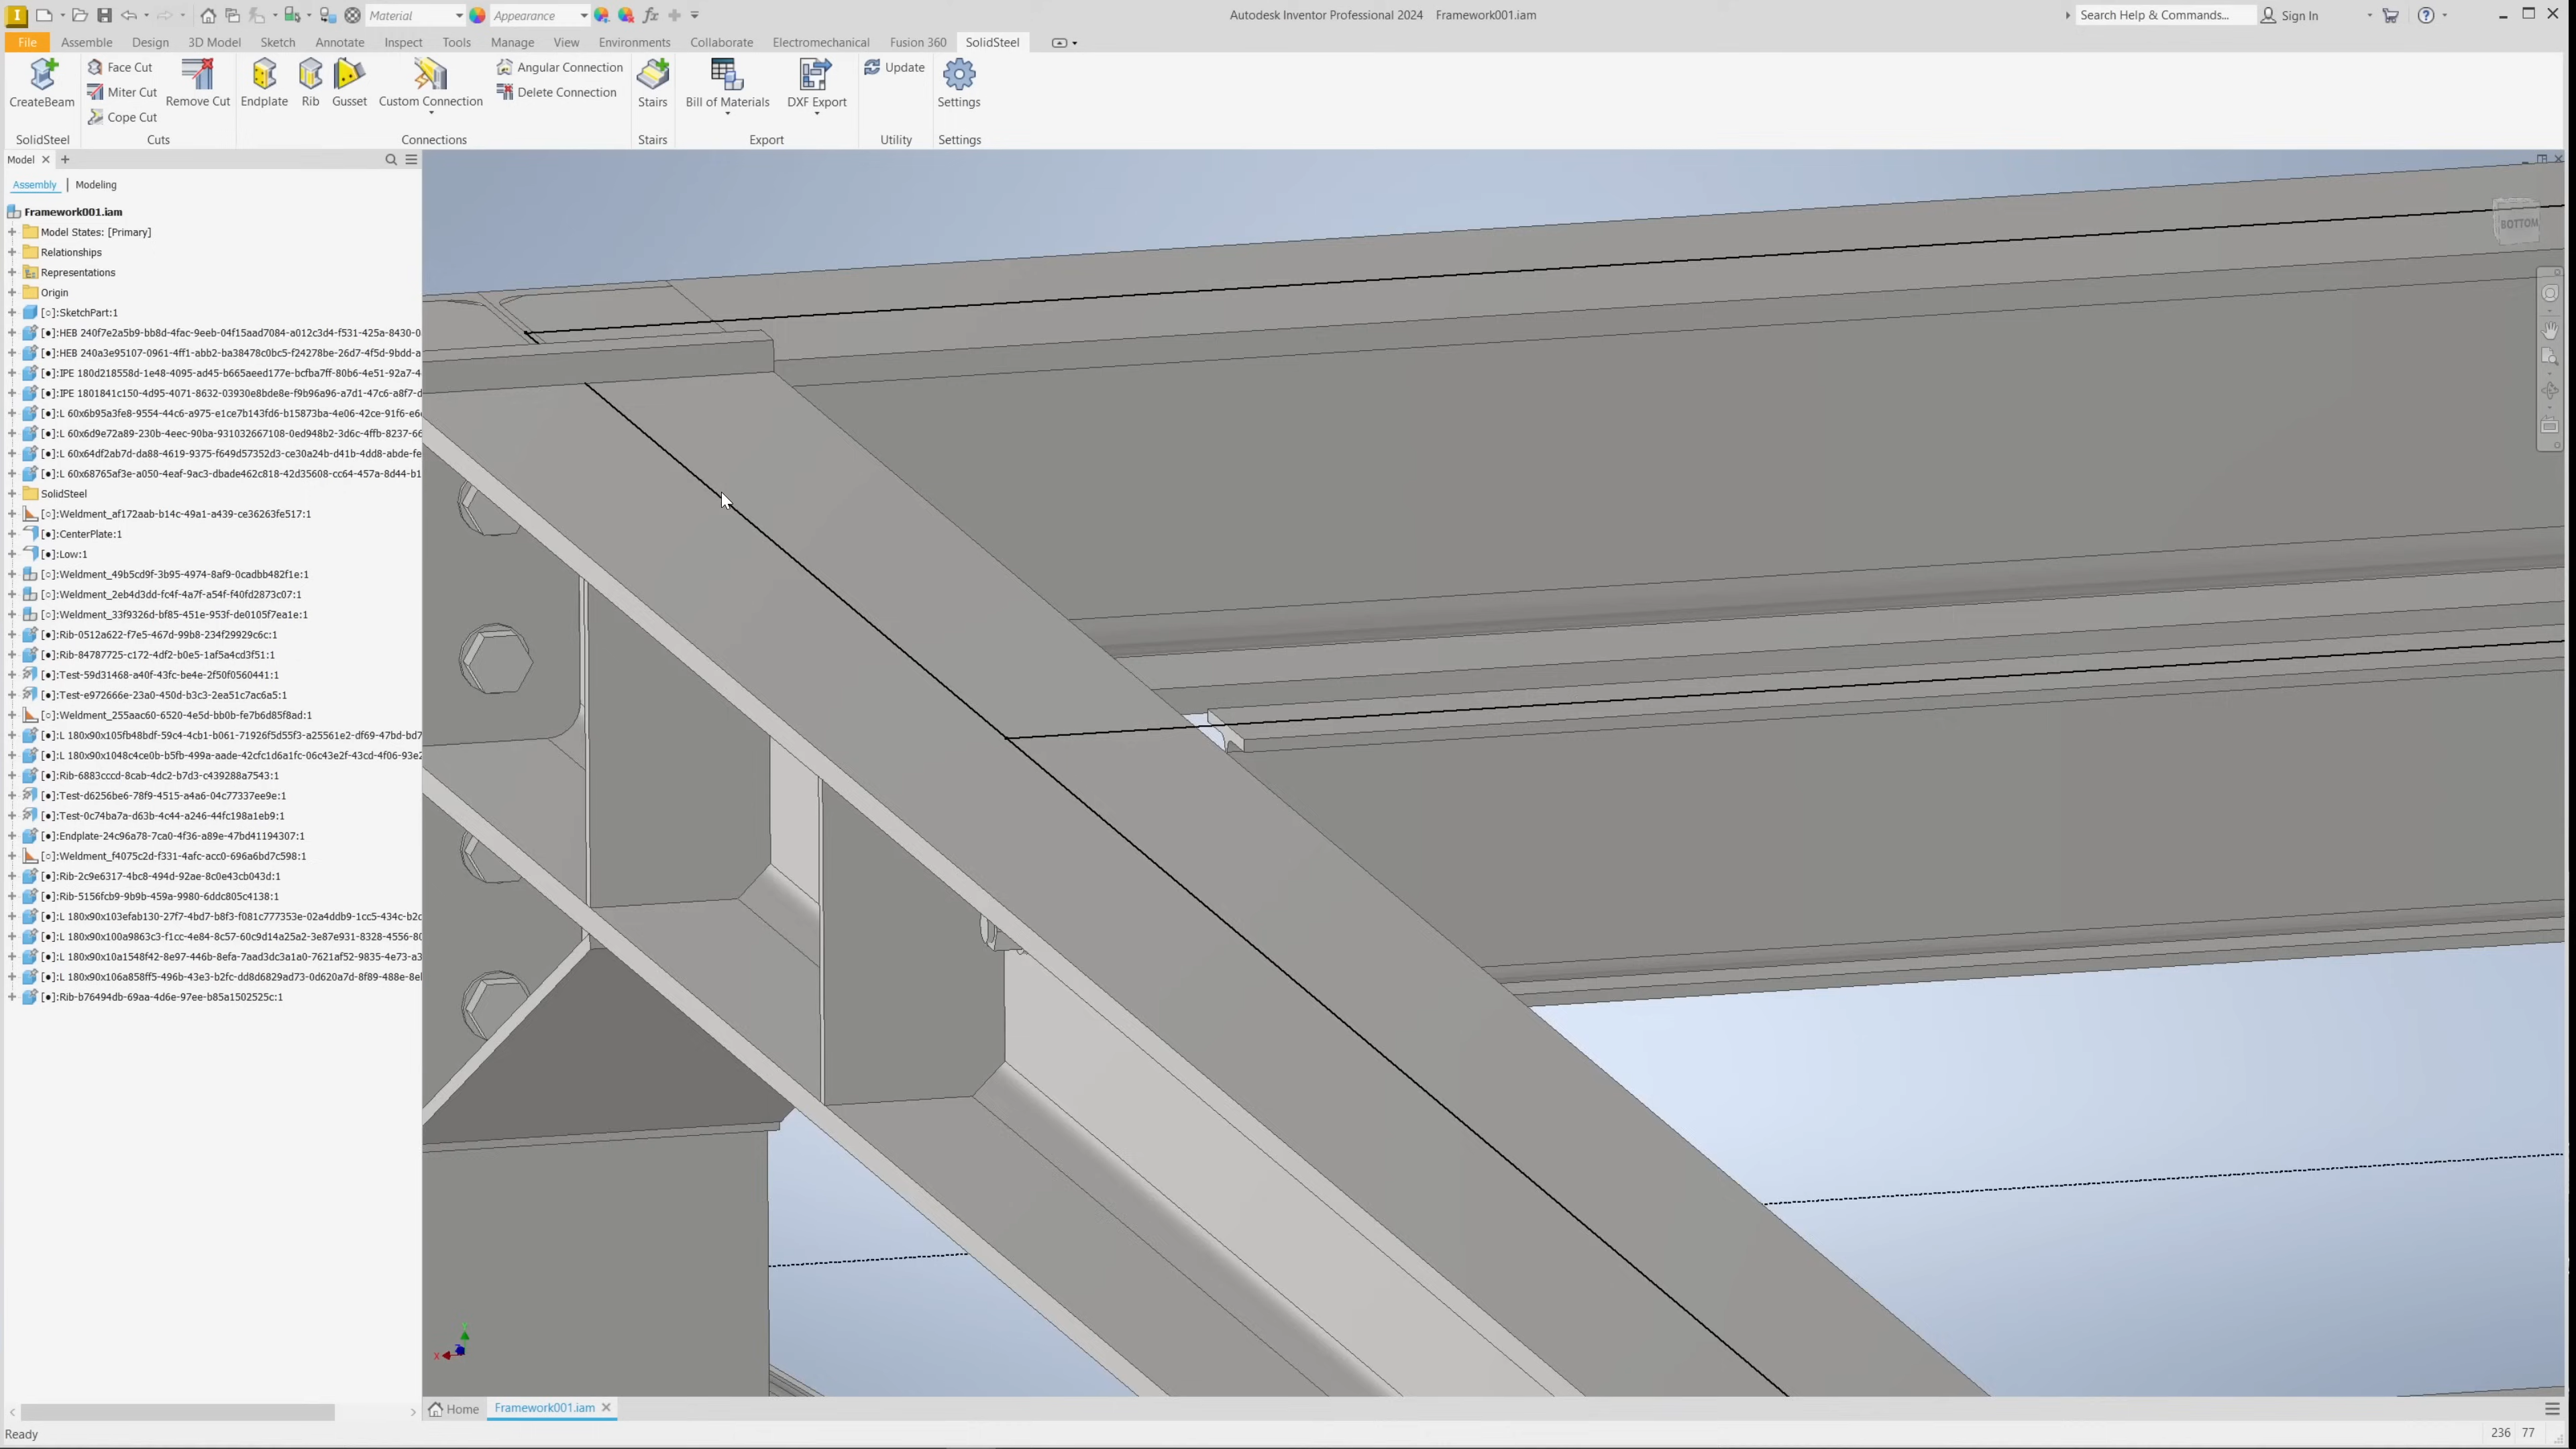 Material
Appearance
Autodesk Inventor Professional 2024 Framework001.iam
Search Help & Commands...
Sign In
File Assemble Design 3D Model Sketch Annotate Inspect Tools Manage View Environments Collaborate Electromechanical Fusion 360 SolidSteel
CreateBeam
Face Cut
Miter Cut
Cope Cut
Remove Cut
Endplate
Rib
Gusset
Custom Connection
Angular Connection
Delete Connection
Stairs
Bill of Materials
DXF Export
Update
Settings
SolidSteel Cuts Connections Stairs Export Utility Settings
Model
Assembly | Modeling
Framework001.iam
Model States: [Primary]
Relationships
Representations
Origin
[○]:SketchPart:1
[●]:HEB 240f7e2a5b9-bb8d-4fac-9eeb-04f15aad7084-a012c3d4-f531-425a-8430-0
[●]:HEB 240a3e95107-0961-4ff1-abb2-ba38478c0bc5-f24278be-26d7-4f5d-9bdd-a
[●]:IPE 180d218558d-1e48-4095-ad45-b665aeed177e-bcfba7ff-80b6-4e51-92a7-4
[●]:IPE 1801841c150-4d95-4071-8632-03930e8bde8e-f9b96a96-a7d1-47c6-a8f7-d
[●]:L 60x6b95a3fe8-9554-44c6-a975-e1ce7b143fd6-b15873ba-4e06-42ce-91f6-e6
[●]:L 60x6d9e72a89-230b-4eec-90ba-931032667108-0ed948b2-3d6c-4ffb-8237-66
[●]:L 60x64df2ab7d-da88-4619-9375-f649d57352d3-ce30a24b-d41b-4dd8-abde-fe
[●]:L 60x68765af3e-a050-4eaf-9ac3-dbade462c818-42d35608-cc64-457a-8d44-b1
SolidSteel
[○]:Weldment_af172aab-b14c-49a1-a439-ce36263fe517:1
[●]:CenterPlate:1
[●]:Low:1
[○]:Weldment_49b5cd9f-3b95-4974-8af9-0cadbb482f1e:1
[○]:Weldment_2eb4d3dd-fc4f-4a7f-a54f-f40fd2873c07:1
[○]:Weldment_33f9326d-bf85-451e-953f-de0105f7ea1e:1
[●]:Rib-0512a622-f7e5-467d-99b8-234f29929c6c:1
[●]:Rib-84787725-c172-4df2-b0e5-1af5a4cd3f51:1
[●]:Test-59d31468-a40f-43fc-be4e-2f50f0560441:1
[●]:Test-e972666e-23a0-450d-b3c3-2ea51c7ac6a5:1
[○]:Weldment_255aac60-6520-4e5d-bb0b-fe7b6d85f8ad:1
[●]:L 180x90x105fb48bdf-59c4-4cb1-b061-71926f5d55f3-a25561e2-df69-47bd-bd7
[●]:L 180x90x1048c4ce0b-b5fb-499a-aade-42cfc1d6a1fc-06c43e2f-43cd-4f06-93e2
[●]:Rib-6883cccd-8cab-4dc2-b7d3-c439288a7543:1
[●]:Test-d6256be6-78f9-4515-a4a6-04c77337ee9e:1
[●]:Test-0c74ba7a-d63b-4c44-a246-44fc198a1eb9:1
[●]:Endplate-24c96a78-7ca0-4f36-a89e-47bd41194307:1
[○]:Weldment_f4075c2d-f331-4afc-acc0-696a6bd7c598:1
[●]:Rib-2c9e6317-4bc8-494d-92ae-8c0e43cb043d:1
[●]:Rib-5156fcb9-9b9b-459a-9980-6ddc805c4138:1
[●]:L 180x90x103efab130-27f7-4bd7-b8f3-f081c777353e-02a4ddb9-1cc5-434c-b2c
[●]:L 180x90x100a9863c3-f1cc-4e84-8c57-60c9d14a25a2-3e87e931-8328-4556-80
[●]:L 180x90x10a1548f42-8e97-446b-8efa-7aad3dc3a1a0-7621af52-9835-4e73-a3
[●]:L 180x90x106a858ff5-496b-43e3-b2fc-dd8d6829ad73-0d620a7d-8f89-488e-8e
[●]:Rib-b76494db-69aa-4d6e-97ee-b85a1502525c:1
BOTTOM
Y
X
Z
Home Framework001.iam
Ready
236 77